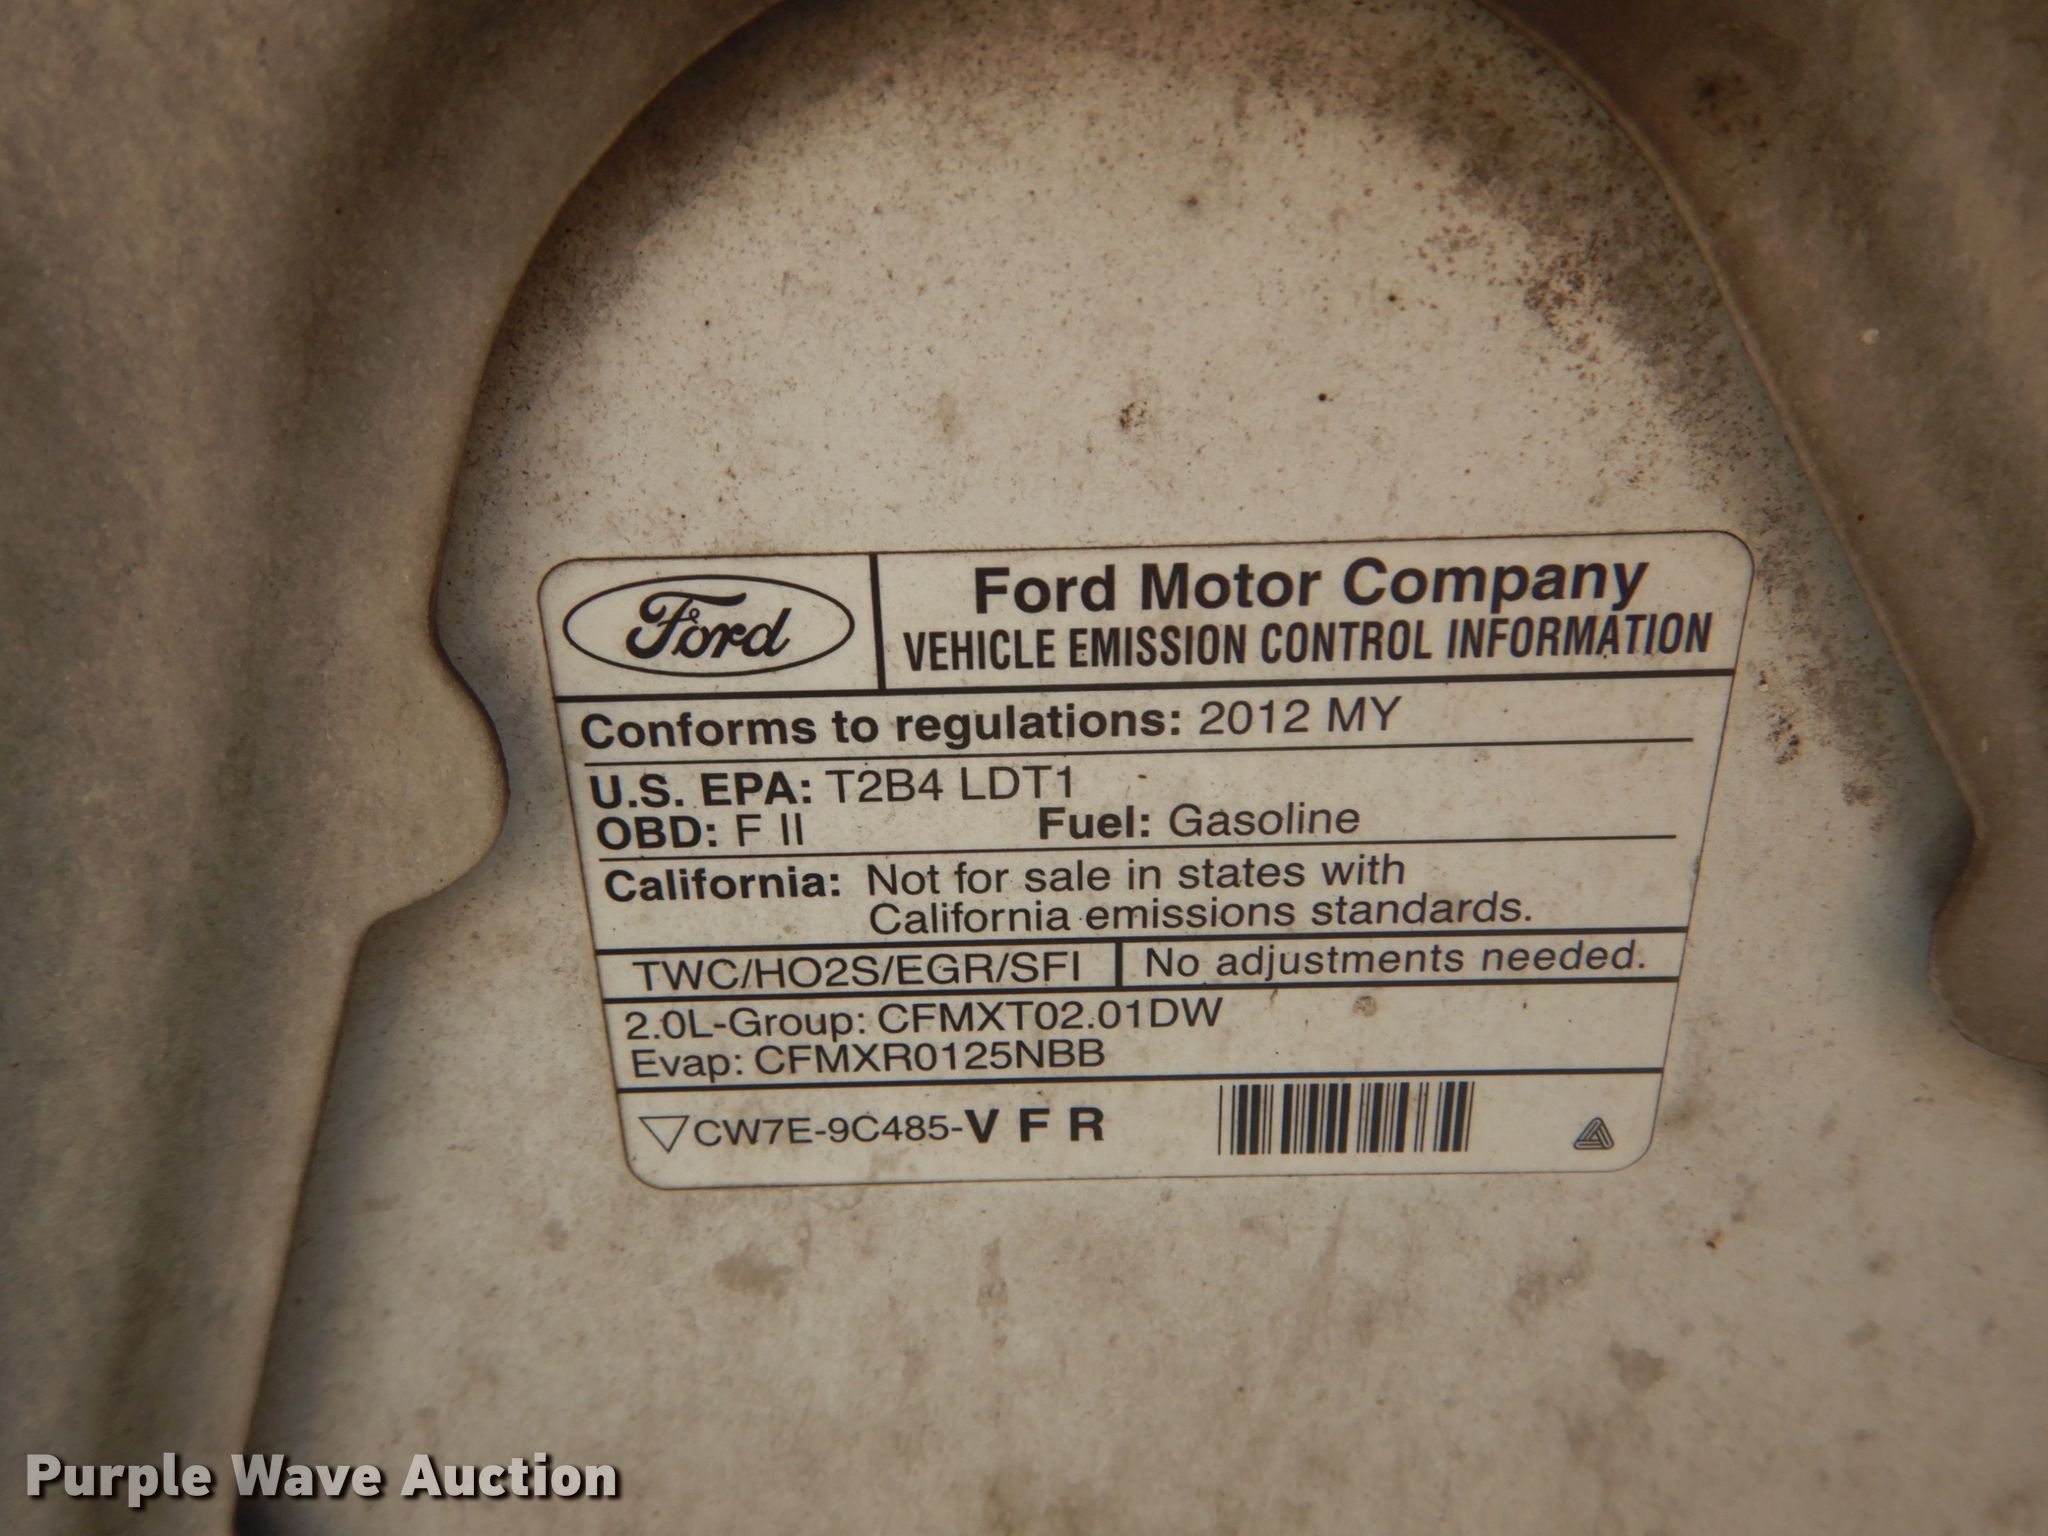 Ford
Ford Motor Company
VEHICLE EMISSION CONTROL INFORMATION
Conforms to regulations: 2012 MY
U.S. EPA: T2B4 LDT1
OBD: F II Fuel: Gasoline
California: Not for sale in states with
California emissions standards.
TWC/HO2S/EGR/SFI No adjustments needed.
2.0L-Group: CFMXT02.01DW
Evap: CFMXR0125NBB
CW7E-9C485-V F R
Purple Wave Auction